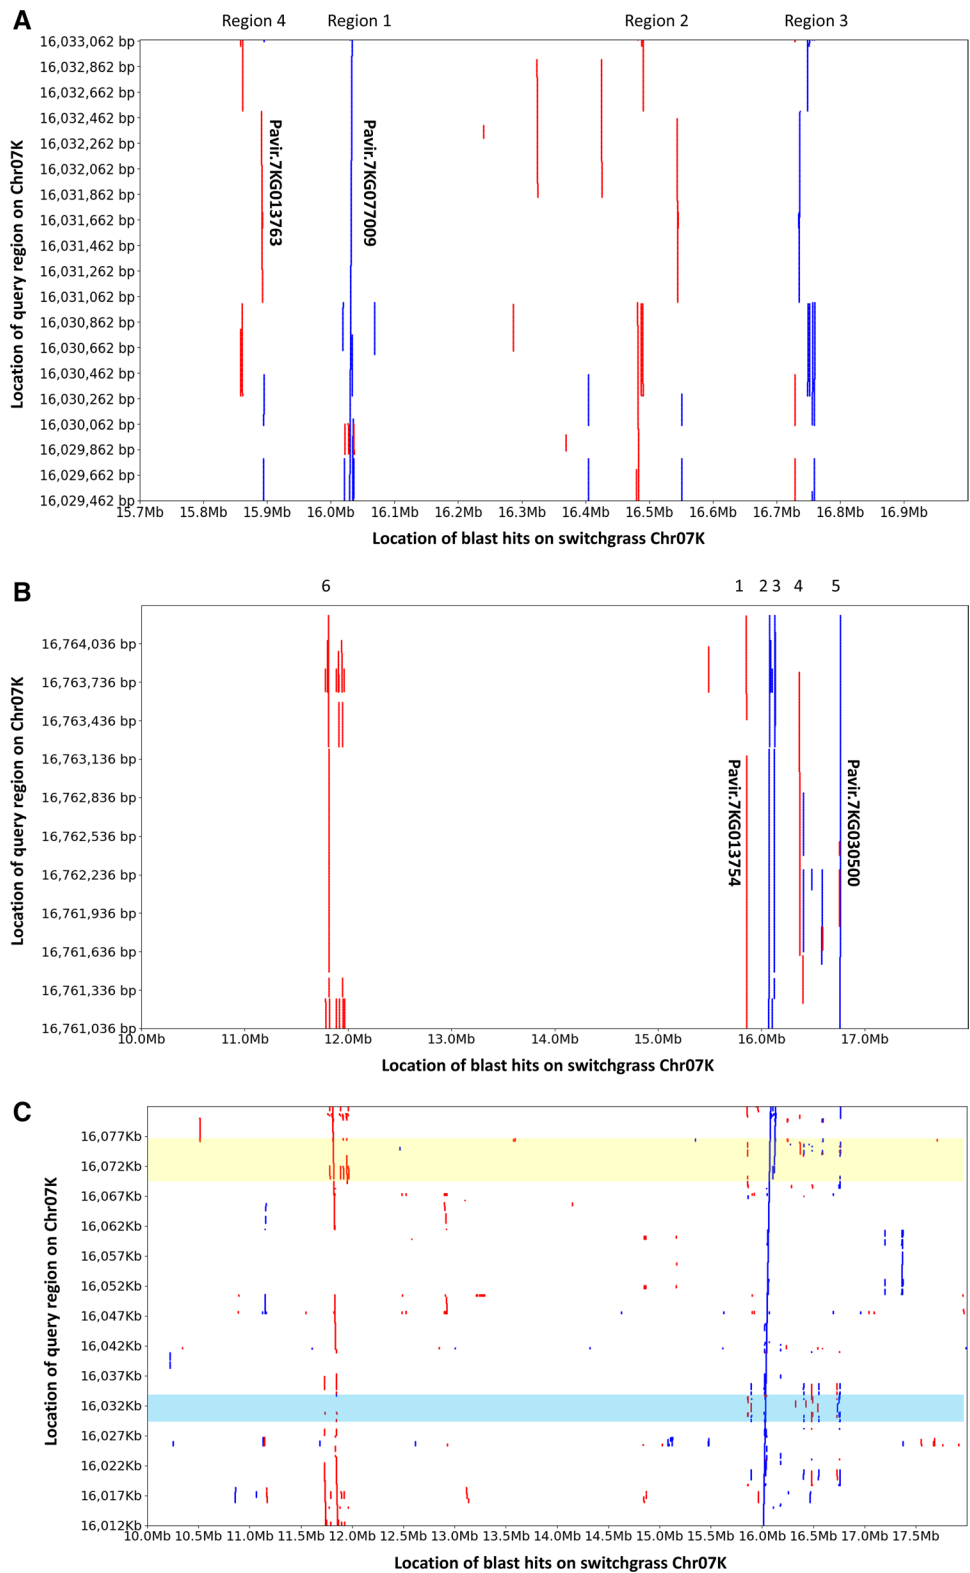 A
Region 4
Region 1
Region 2
Region 3
Location of query region on Chr07K
16,033,062 bp
16,032,862 bp
16,032,662 bp
16,032,462 bp
16,032,262 bp
16,032,062 bp
16,031,862 bp
16,031,662 bp
16,031,462 bp
16,031,262 bp
16,031,062 bp
16,030,862 bp
16,030,662 bp
16,030,462 bp
16,030,262 bp
16,030,062 bp
16,029,862 bp
16,029,662 bp
16,029,462 bp
Pavir.7KG013763
Pavir.7KG077009
15.7Mb 15.8Mb 15.9Mb 16.0Mb 16.1Mb 16.2Mb 16.3Mb 16.4Mb 16.5Mb 16.6Mb 16.7Mb 16.8Mb 16.9Mb
Location of blast hits on switchgrass Chr07K
B
6 1 2 3 4 5
Location of query region on Chr07K
16,764,036 bp
16,763,736 bp
16,763,436 bp
16,763,136 bp
16,762,836 bp
16,762,536 bp
16,762,236 bp
16,761,936 bp
16,761,636 bp
16,761,336 bp
16,761,036 bp
Pavir.7KG013754
Pavir.7KG030500
10.0Mb 11.0Mb 12.0Mb 13.0Mb 14.0Mb 15.0Mb 16.0Mb 17.0Mb
Location of blast hits on switchgrass Chr07K
C
Location of query region on Chr07K
16,077Kb
16,072Kb
16,067Kb
16,062Kb
16,057Kb
16,052Kb
16,047Kb
16,042Kb
16,037Kb
16,032Kb
16,027Kb
16,022Kb
16,017Kb
16,012Kb
10.0Mb 10.5Mb 11.0Mb 11.5Mb 12.0Mb 12.5Mb 13.0Mb 13.5Mb 14.0Mb 14.5Mb 15.0Mb 15.5Mb 16.0Mb 16.5Mb 17.0Mb 17.5Mb
Location of blast hits on switchgrass Chr07K